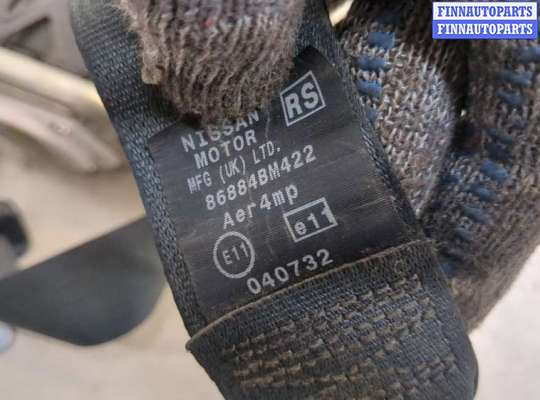 FINNAUTOPARTS
FINNAUTOPARTS
NISSAN
MOTOR
RS
MFG (UK) LTD.
86884BM422
Aer4mp
E11
e11
040732